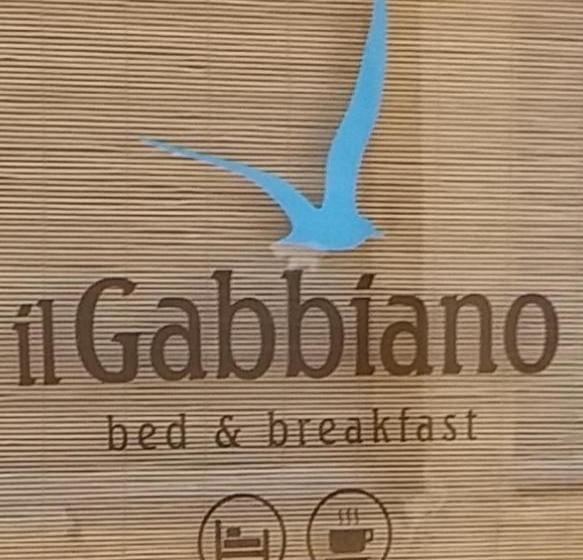 il Gabbiano
bed & breakfast